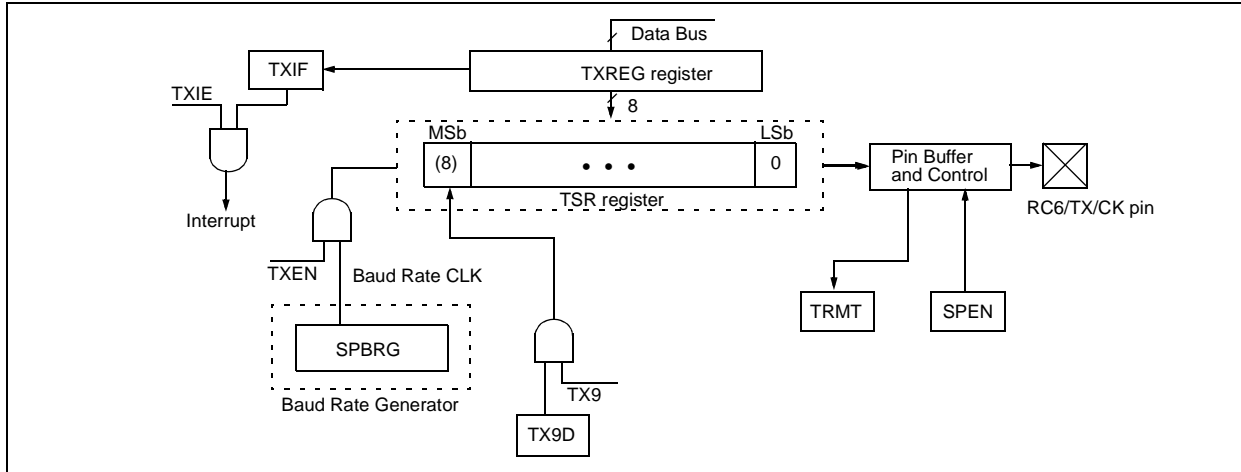 Data Bus
TXIF
TXREG register
TXIE
8
MSb
LSb
(8)
• • •
0
Pin Buffer
and Control
TSR register
Interrupt
RC6/TX/CK pin
TXEN
Baud Rate CLK
TRMT
SPEN
SPBRG
TX9
Baud Rate Generator
TX9D